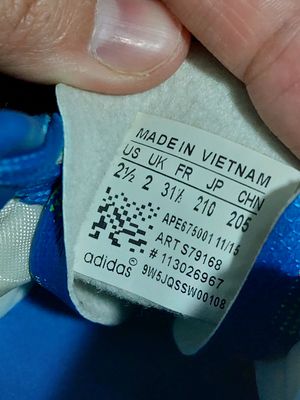 MADE IN VIETNAM
US UK FR JP CHN
2½ 2 31½ 210 205
APE675001 11/15
ART S79168
# 113026967
9W5JQSSW00108
adidas®